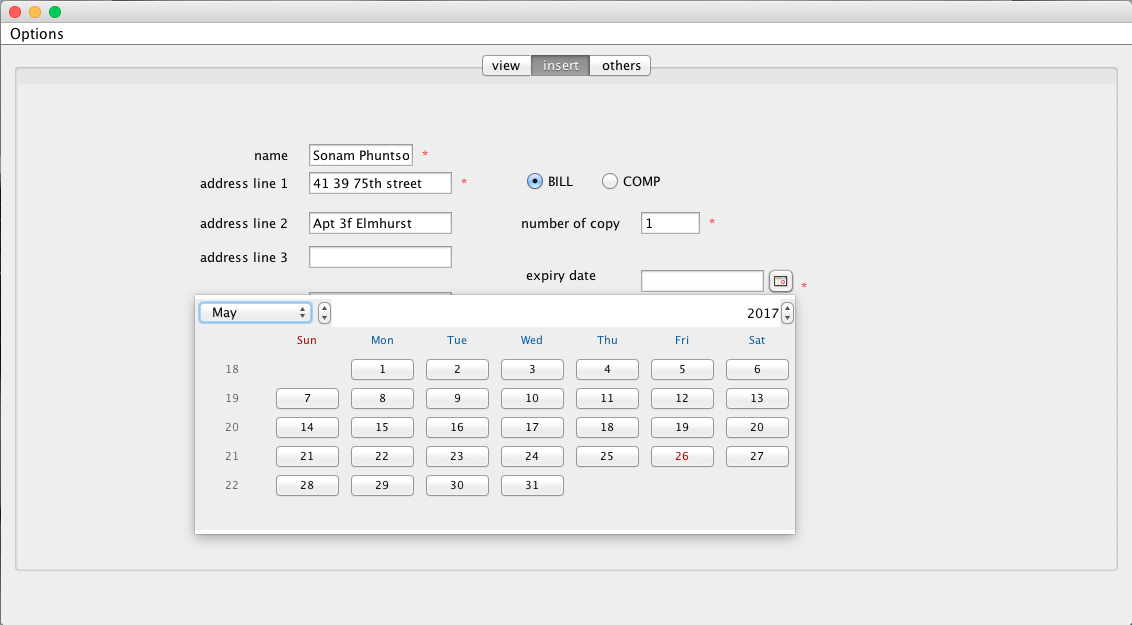 Options
view insert others
name Sonam Phuntso *
address line 1 41 39 75th street * BILL COMP
address line 2 Apt 3f Elmhurst number of copy 1 *
address line 3
expiry date *
May 2017
Sun Mon Tue Wed Thu Fri Sat
18 1 2 3 4 5 6
19 7 8 9 10 11 12 13
20 14 15 16 17 18 19 20
21 21 22 23 24 25 26 27
22 28 29 30 31